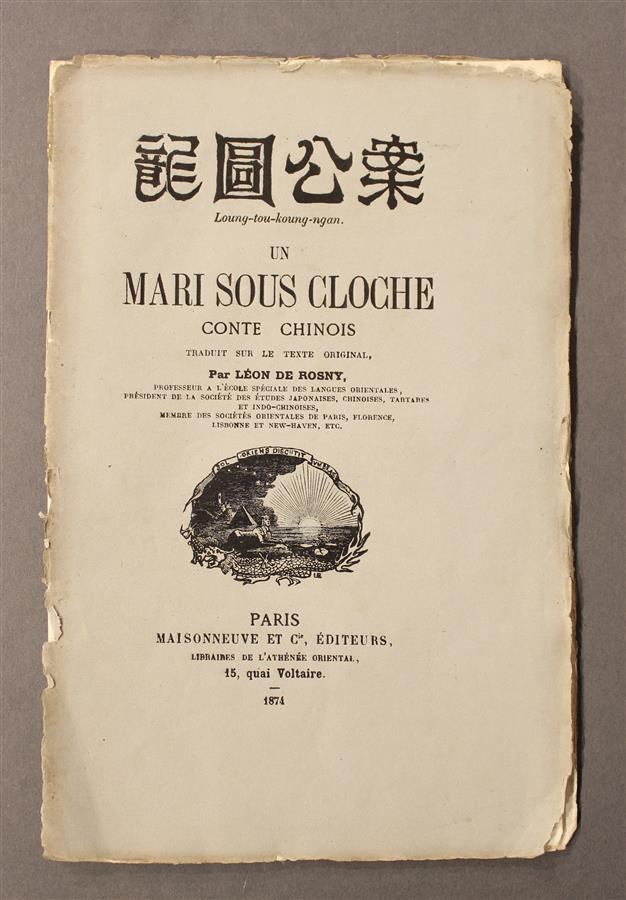 龍圖公案
Loung-tou-koung-ngan.
UN
MARI SOUS CLOCHE
CONTE CHINOIS
TRADUIT SUR LE TEXTE ORIGINAL,
Par LÉON DE ROSNY,
PROFESSEUR A L'ÉCOLE SPÉCIALE DES LANGUES ORIENTALES,
PRÉSIDENT DE LA SOCIÉTÉ DES ÉTUDES JAPONAISES, CHINOISES, TARTARES
ET INDO-CHINOISES,
MEMBRE DES SOCIÉTÉS ORIENTALES DE PARIS, FLORENCE,
LISBONNE ET NEW-HAVEN, ETC.
SOL ORIENS DISCUTIT
PARIS
MAISONNEUVE ET Cie, ÉDITEURS,
LIBRAIRES DE L'ATHÉNÉE ORIENTAL,
15, quai Voltaire.
1874